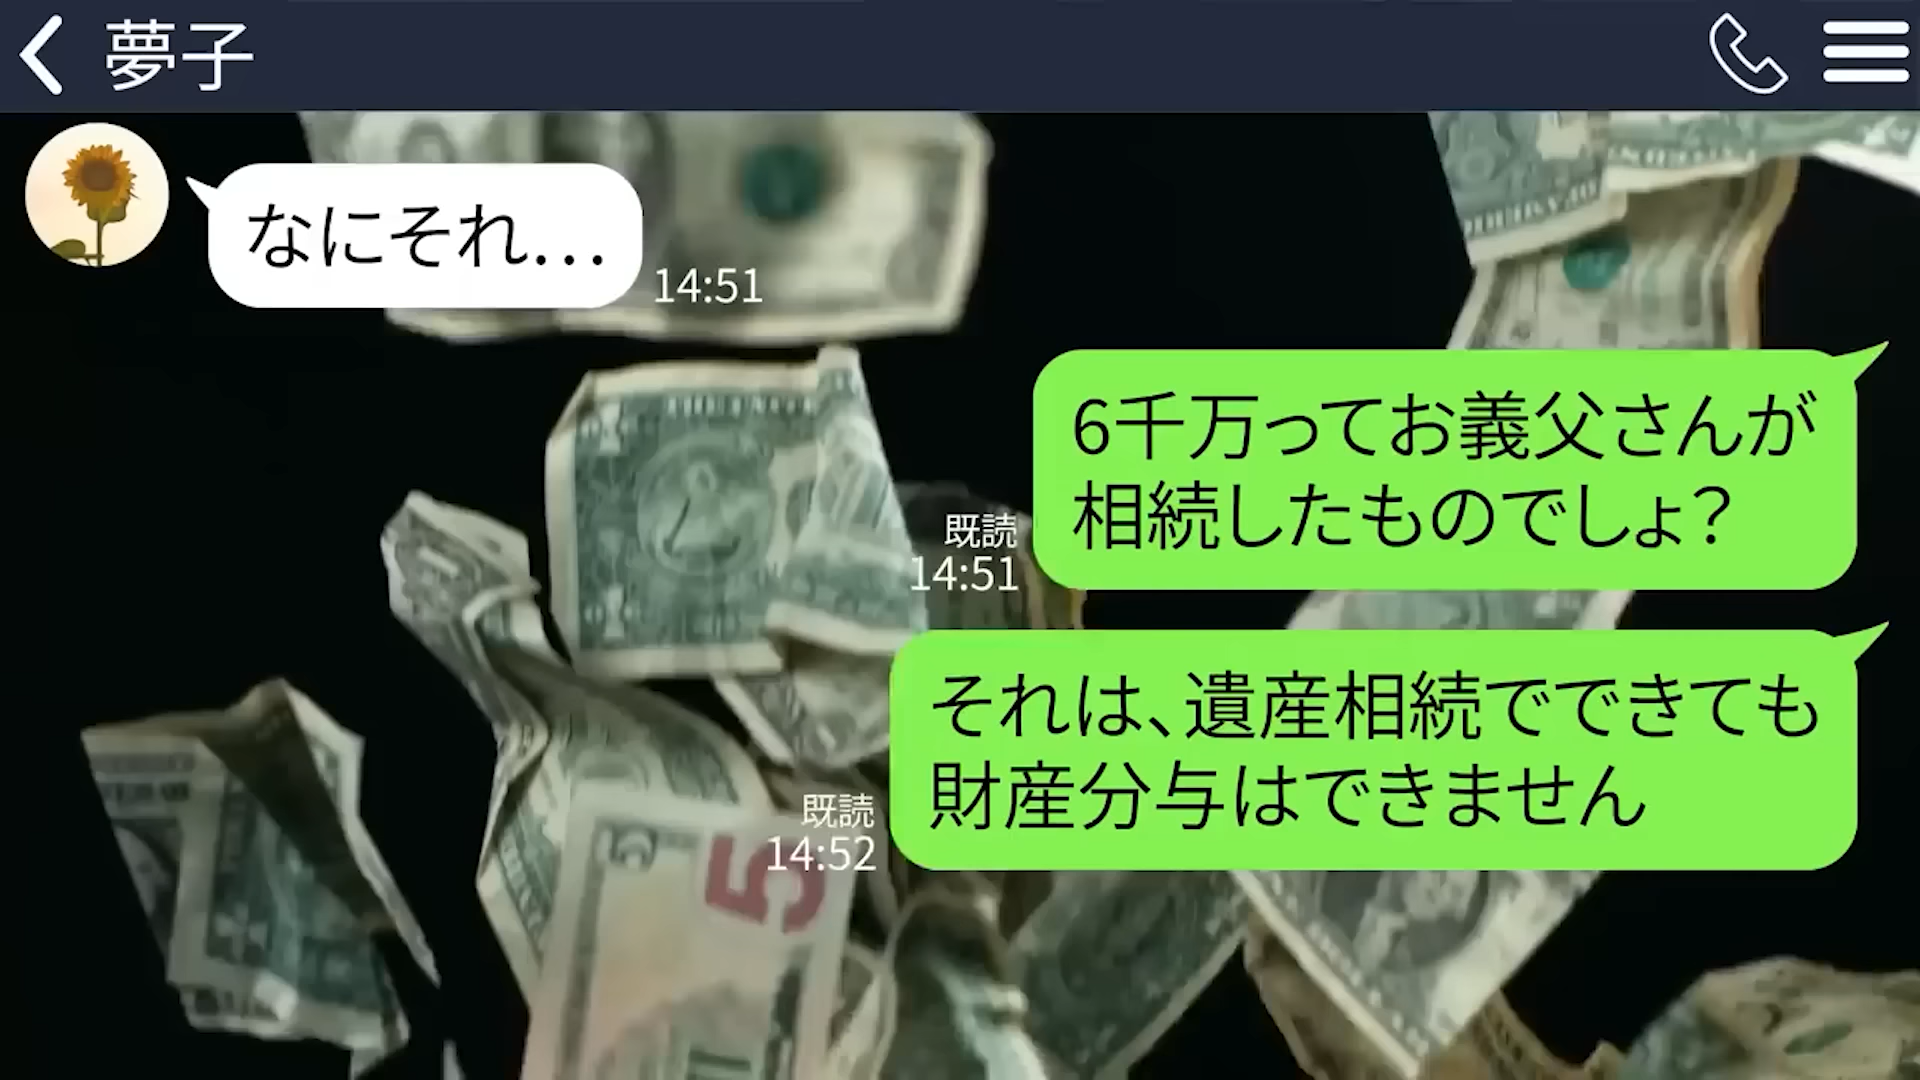 夢子
なにそれ…
14:51
6千万ってお義父さんが
相続したものでしょ？
既読
14:51
それは、遺産相続でできても
財産分与はできません
既読
14:52
5
5